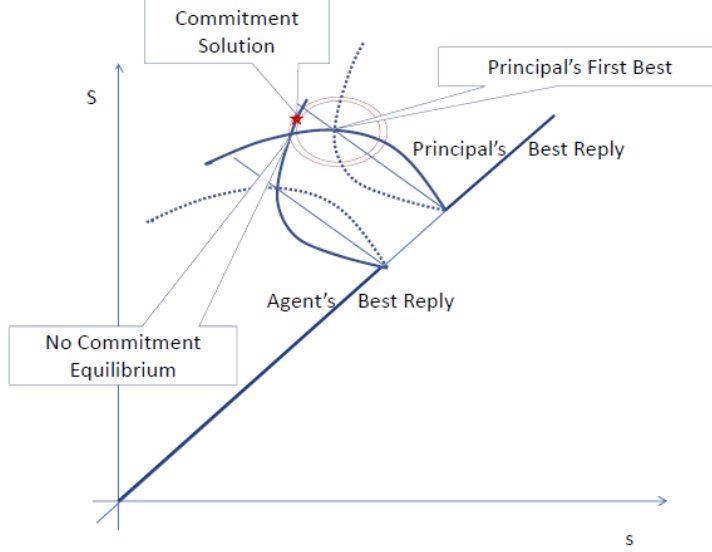 Commitment
Solution
Principal's First Best
S
Principal's Best Reply
Agent's Best Reply
No Commitment
Equilibrium
s